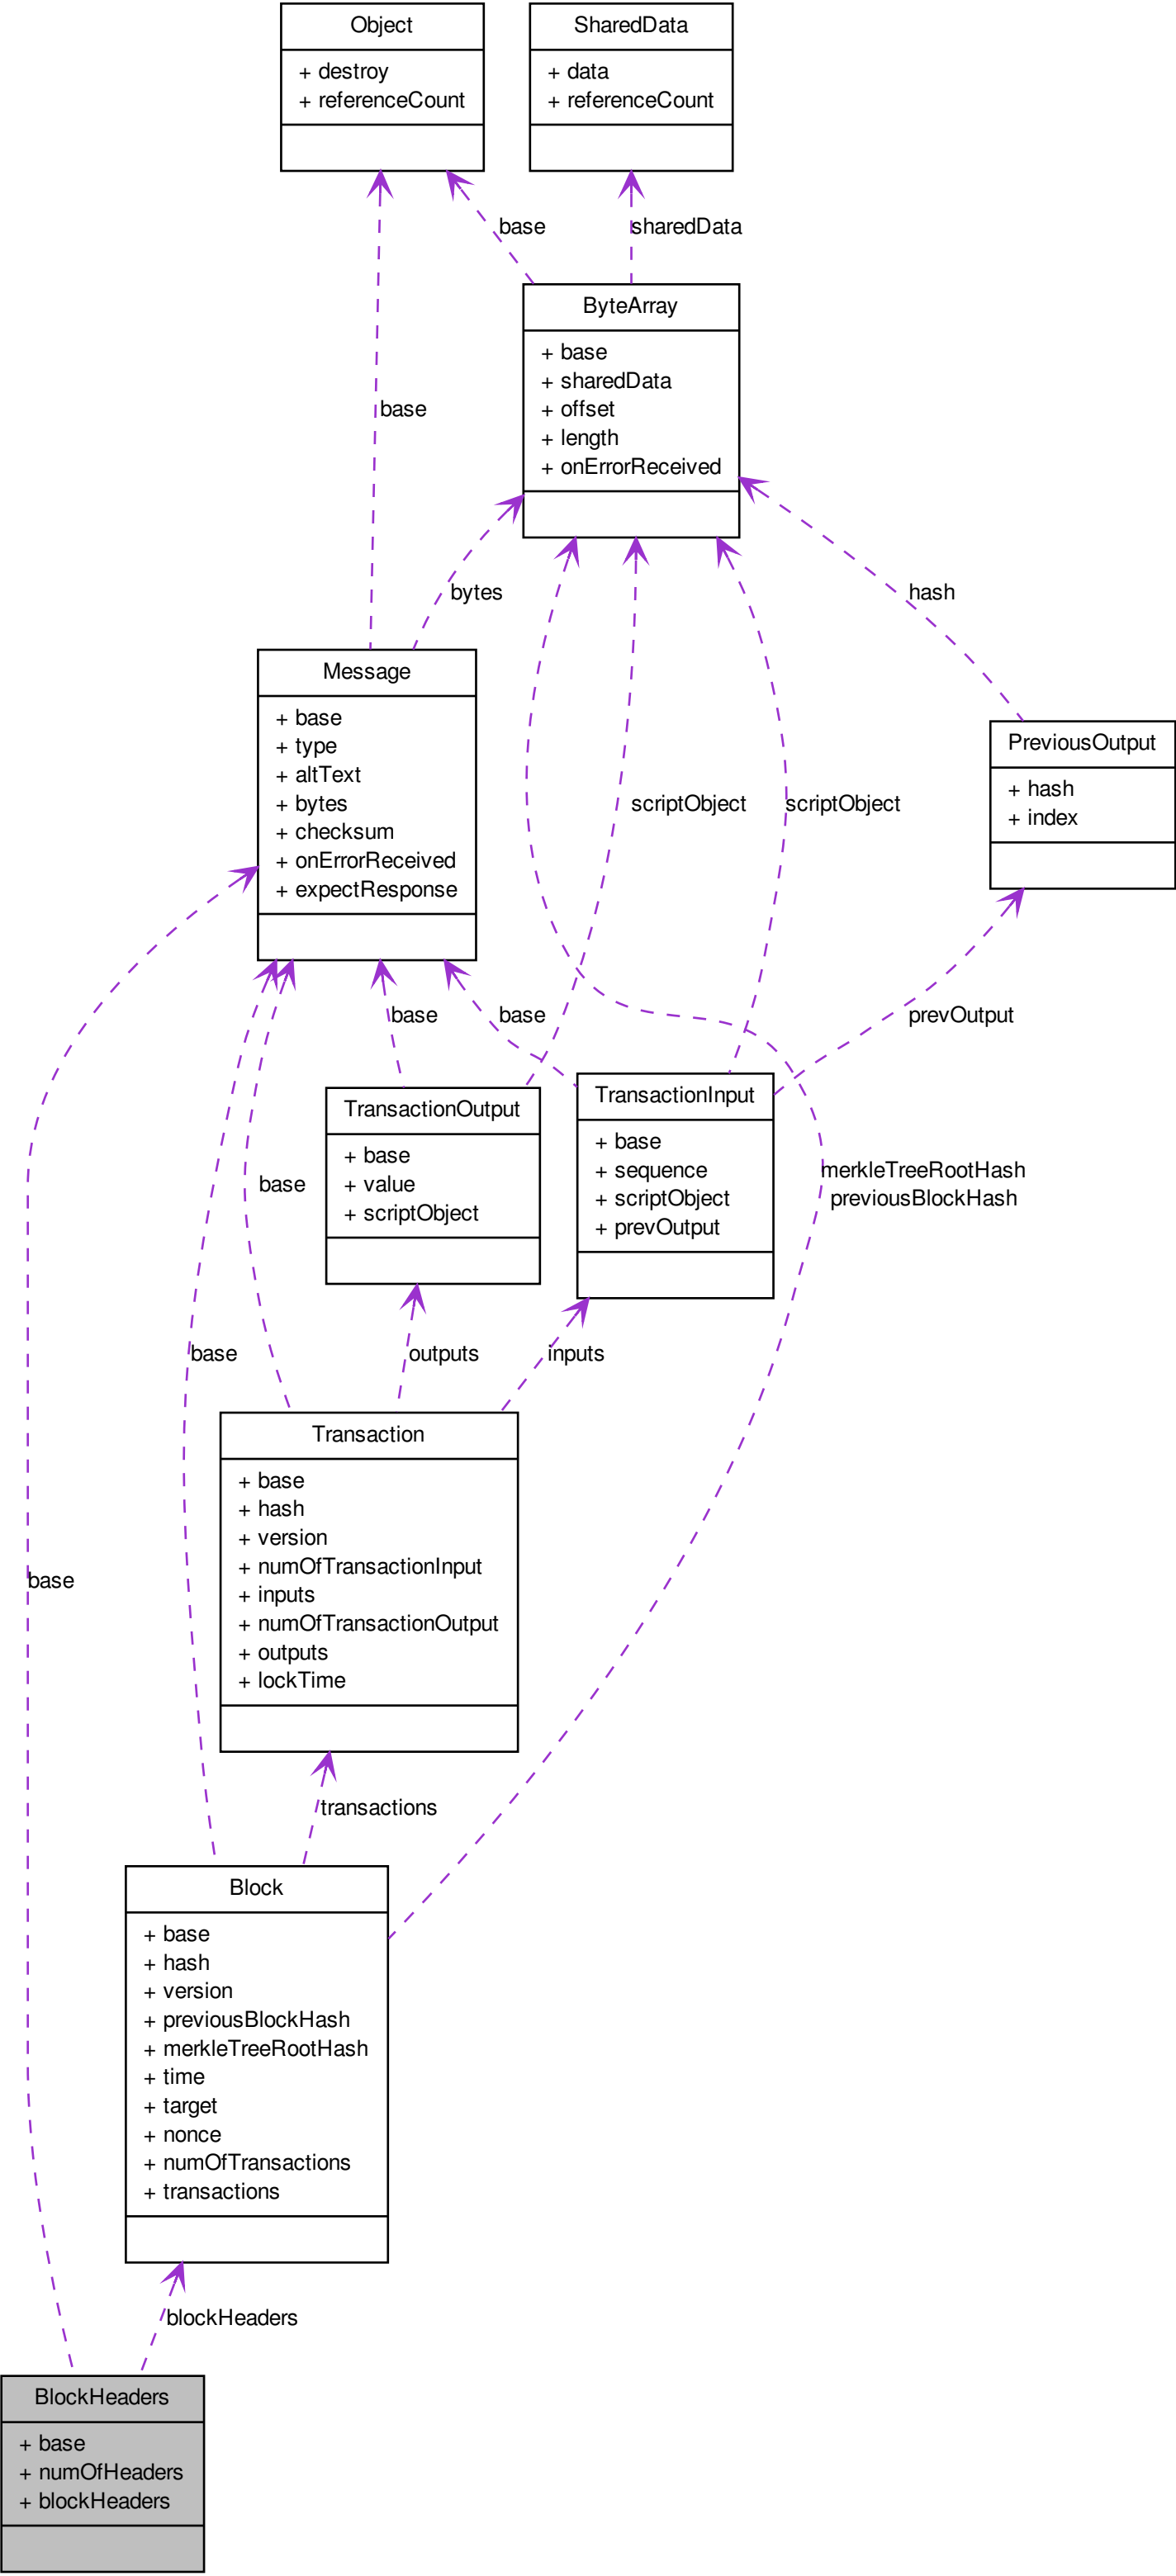 Object
+ destroy
+ referenceCount
SharedData
+ data
+ referenceCount
base
sharedData
ByteArray
+ base
+ sharedData
+ offset
+ length
+ onErrorReceived
base
bytes
hash
Message
+ base
+ type
+ altText
+ bytes
+ checksum
+ onErrorReceived
+ expectResponse
scriptObject
scriptObject
PreviousOutput
+ hash
+ index
base
base
prevOutput
TransactionOutput
+ base
+ value
+ scriptObject
TransactionInput
+ base
+ sequence
+ scriptObject
+ prevOutput
merkleTreeRootHash
previousBlockHash
base
base
outputs
inputs
Transaction
+ base
+ hash
+ version
+ numOfTransactionInput
+ inputs
+ numOfTransactionOutput
+ outputs
+ lockTime
base
transactions
Block
+ base
+ hash
+ version
+ previousBlockHash
+ merkleTreeRootHash
+ time
+ target
+ nonce
+ numOfTransactions
+ transactions
blockHeaders
BlockHeaders
+ base
+ numOfHeaders
+ blockHeaders